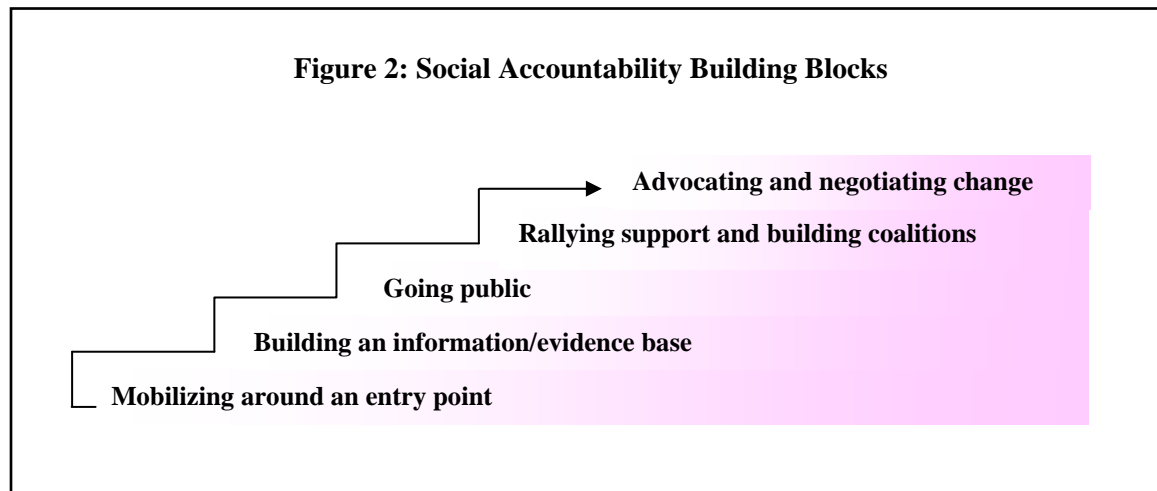 Figure 2: Social Accountability Building Blocks
Advocating and negotiating change
Rallying support and building coalitions
Going public
Building an information/evidence base
Mobilizing around an entry point